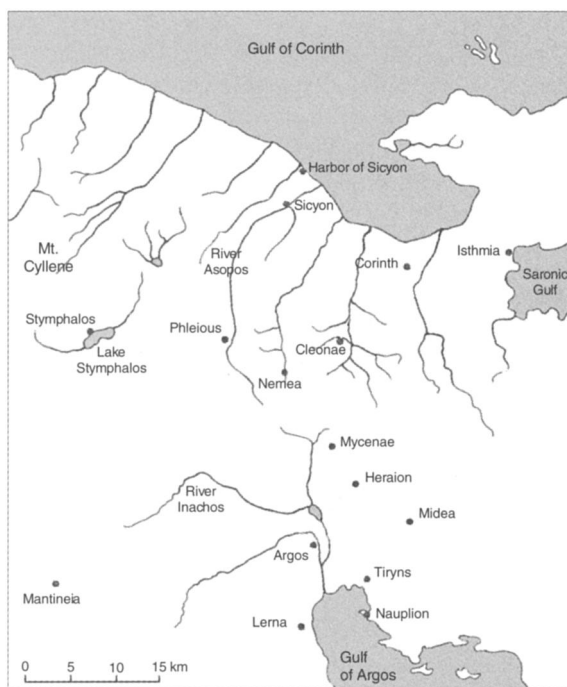 Gulf of Corinth
Harbor of Sicyon
Sicyon
River
Asopos
Mt.
Cyllene
Corinth
Isthmia
Saronic
Gulf
Stymphalos
Lake
Stymphalos
Phleious
Cleonae
Nemea
Mycenae
Heraion
River
Inachos
Midea
Argos
Tiryns
Mantineia
Nauplion
Lerna
Gulf
of Argos
0 5 10 15 km